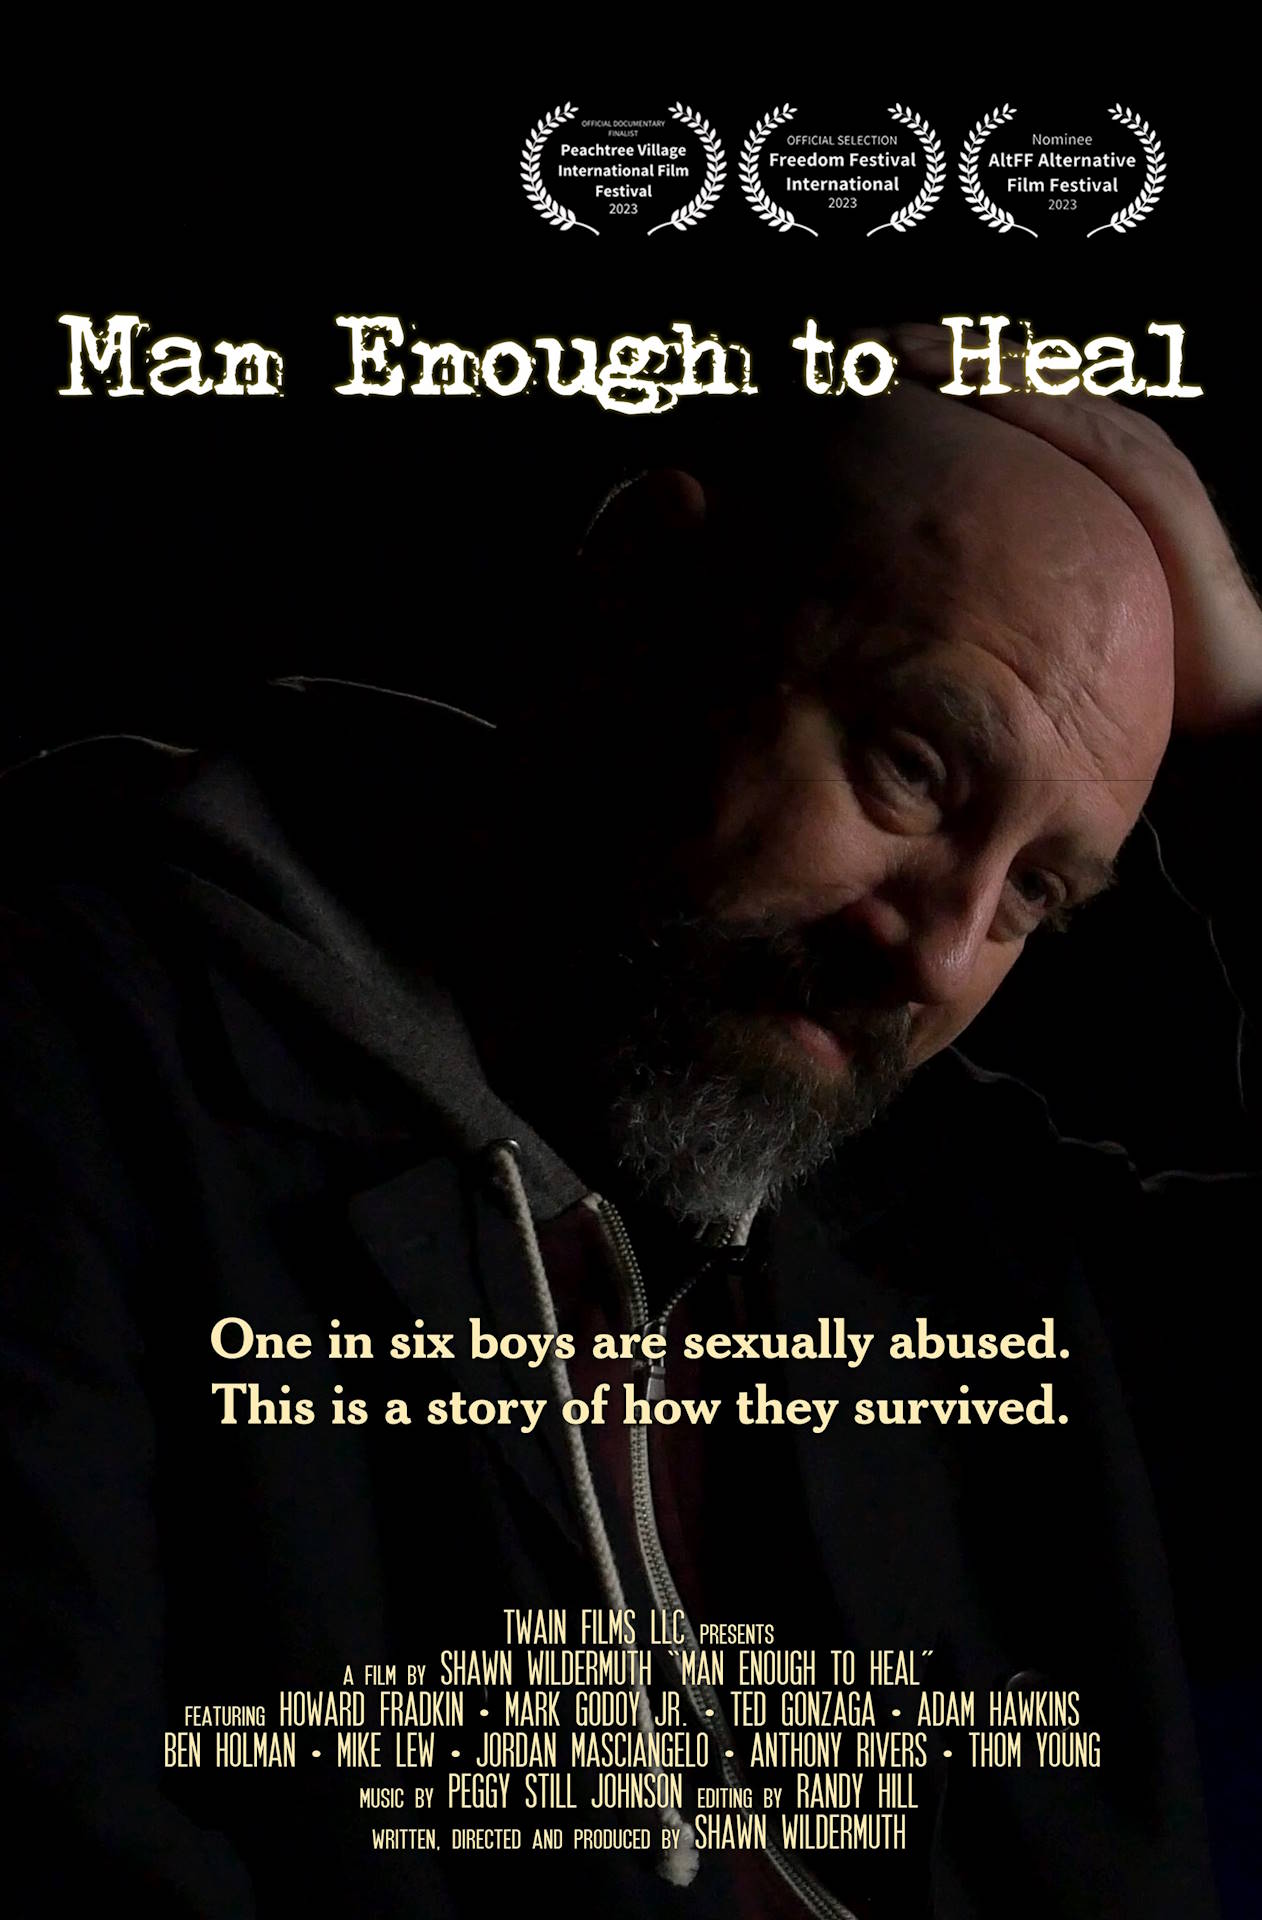 OFFICIAL DOCUMENTARY
FINALIST
Peachtree Village
International Film
Festival
2023
OFFICIAL SELECTION
Freedom Festival
International
2023
Nominee
AltFF Alternative
Film Festival
2023
Man Enough to Heal
One in six boys are sexually abused.
This is a story of how they survived.
TWAIN FILMS LLC PRESENTS
A FILM BY SHAWN WILDERMUTH "MAN ENOUGH TO HEAL"
FEATURING HOWARD FRADKIN • MARK GODOY JR. • TED GONZAGA • ADAM HAWKINS
BEN HOLMAN • MIKE LEW • JORDAN MASCIANGELO • ANTHONY RIVERS • THOM YOUNG
MUSIC BY PEGGY STILL JOHNSON EDITING BY RANDY HILL
WRITTEN, DIRECTED AND PRODUCED BY SHAWN WILDERMUTH